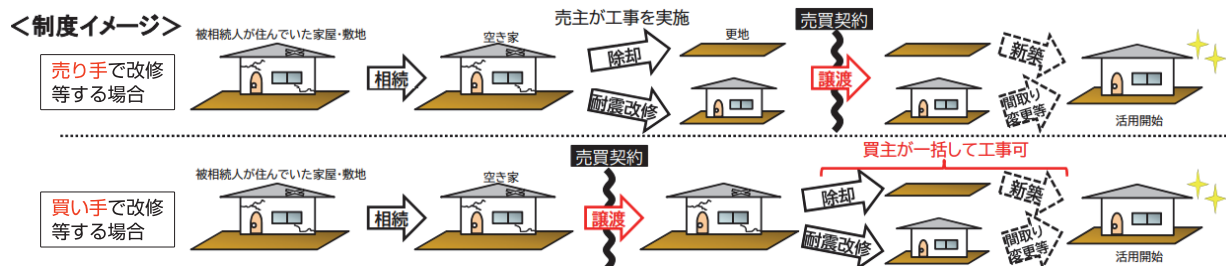 ＜制度イメージ＞
売り手で改修
等する場合
被相続人が住んでいた家屋・敷地
相続
空き家
売主が工事を実施
除却
耐震改修
更地
売買契約
譲渡
新築
間取り
変更等
活用開始
買い手で改修
等する場合
被相続人が住んでいた家屋・敷地
相続
空き家
売買契約
譲渡
買主が一括して工事可
除却
耐震改修
新築
間取り
変更等
活用開始